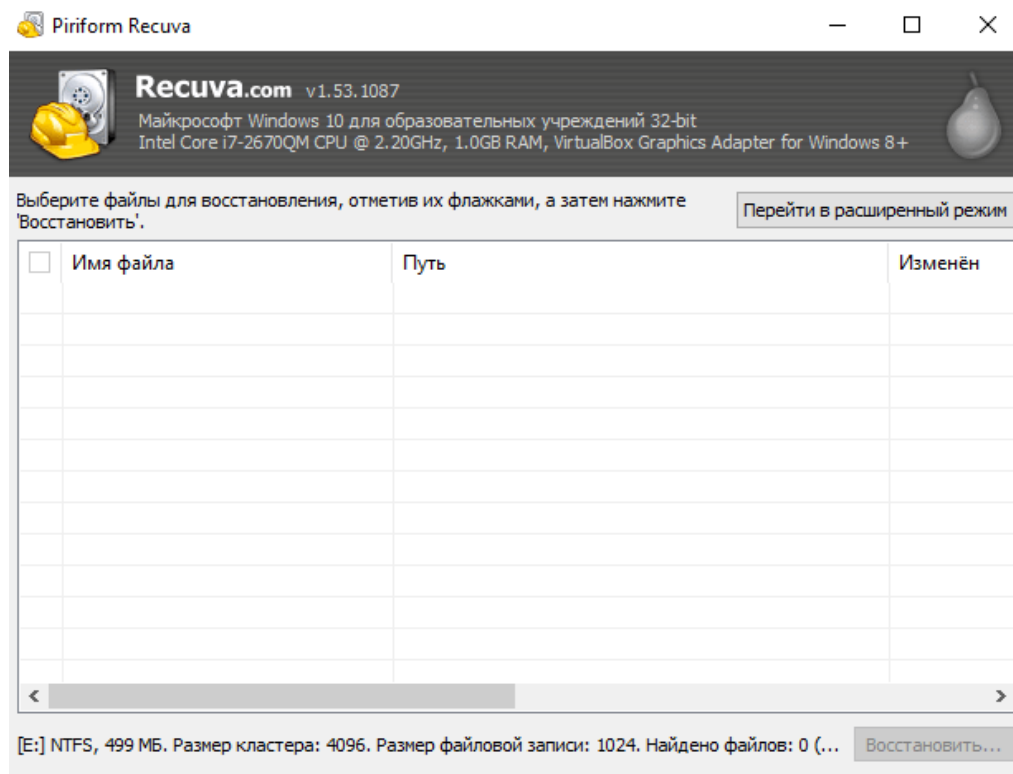 Piriform Recuva
Recuva.com v1.53.1087
Майкрософт Windows 10 для образовательных учреждений 32-bit
Intel Core i7-2670QM CPU @ 2.20GHz, 1.0GB RAM, VirtualBox Graphics Adapter for Windows 8+
Выберите файлы для восстановления, отметив их флажками, а затем нажмите
'Восстановить'.
Перейти в расширенный режим
Имя файла Путь Изменён
[E:] NTFS, 499 МБ. Размер кластера: 4096. Размер файловой записи: 1024. Найдено файлов: 0 (...
Восстановить...